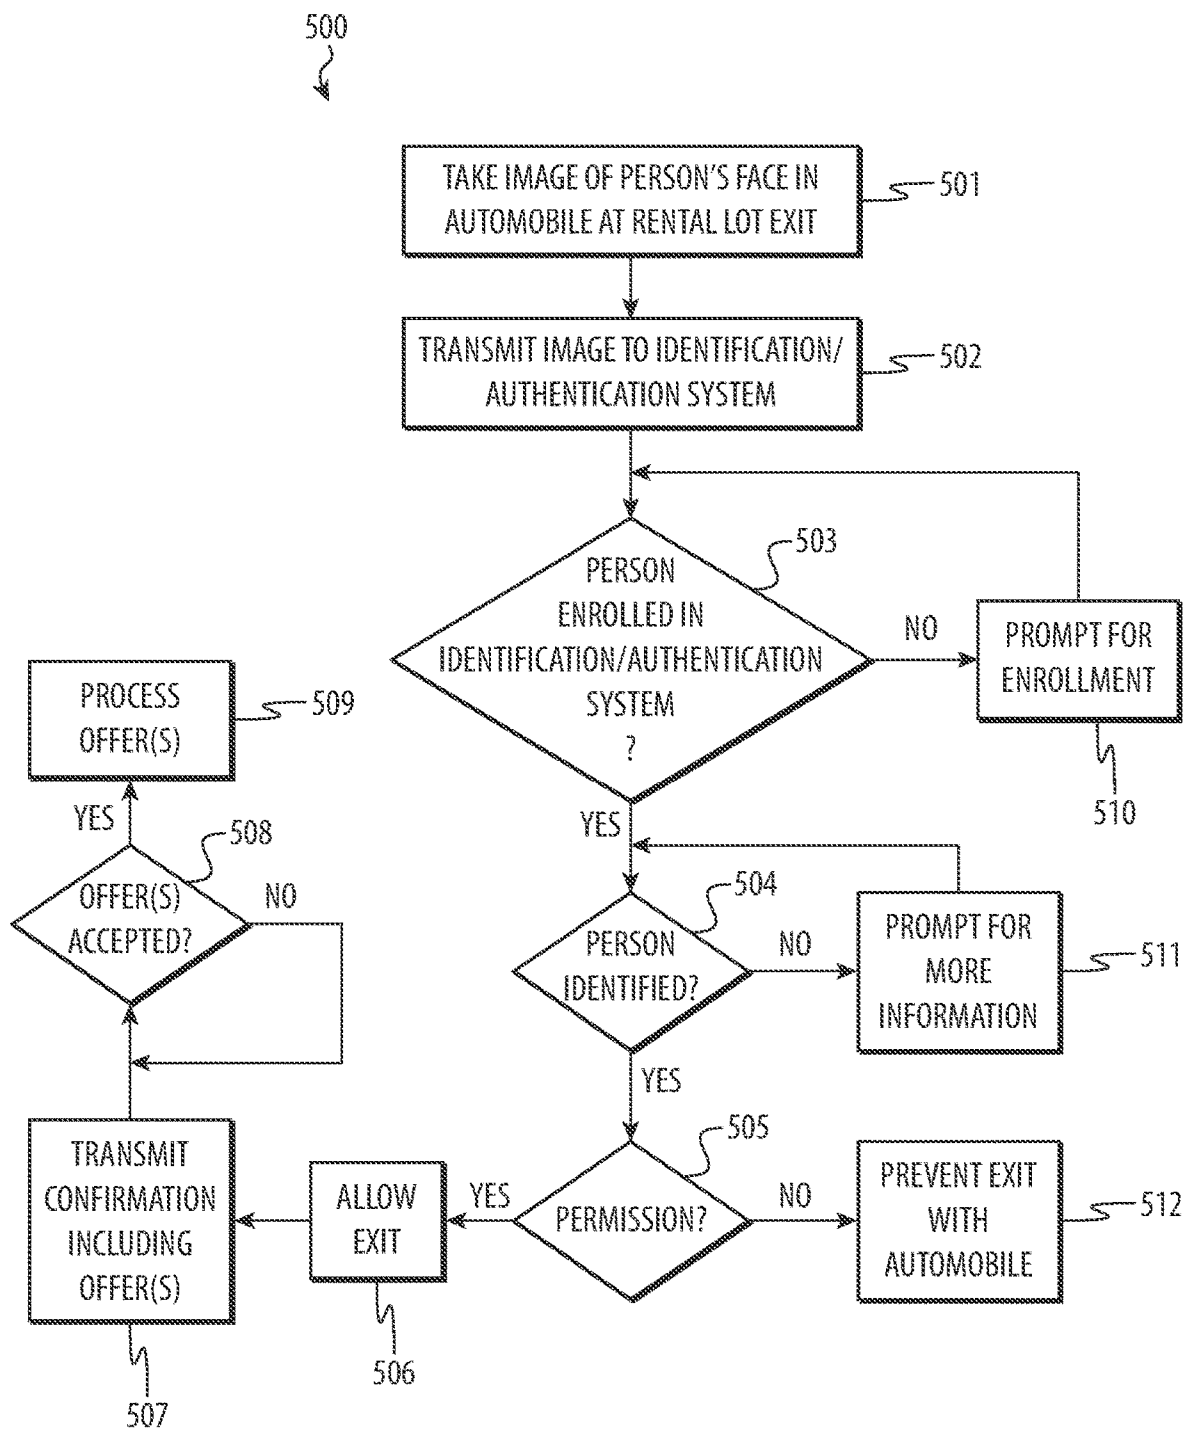 500
TAKE IMAGE OF PERSON'S FACE IN
AUTOMOBILE AT RENTAL LOT EXIT
501
TRANSMIT IMAGE TO IDENTIFICATION/
AUTHENTICATION SYSTEM
502
PERSON
ENROLLED IN
IDENTIFICATION/AUTHENTICATION
SYSTEM
?
503
NO
PROMPT FOR
ENROLLMENT
510
YES
PERSON
IDENTIFIED?
504
NO
PROMPT FOR
MORE
INFORMATION
511
YES
PERMISSION?
505
NO
PREVENT EXIT
WITH
AUTOMOBILE
512
YES
ALLOW
EXIT
506
TRANSMIT
CONFIRMATION
INCLUDING
OFFER(S)
507
OFFER(S)
ACCEPTED?
508
NO
YES
PROCESS
OFFER(S)
509